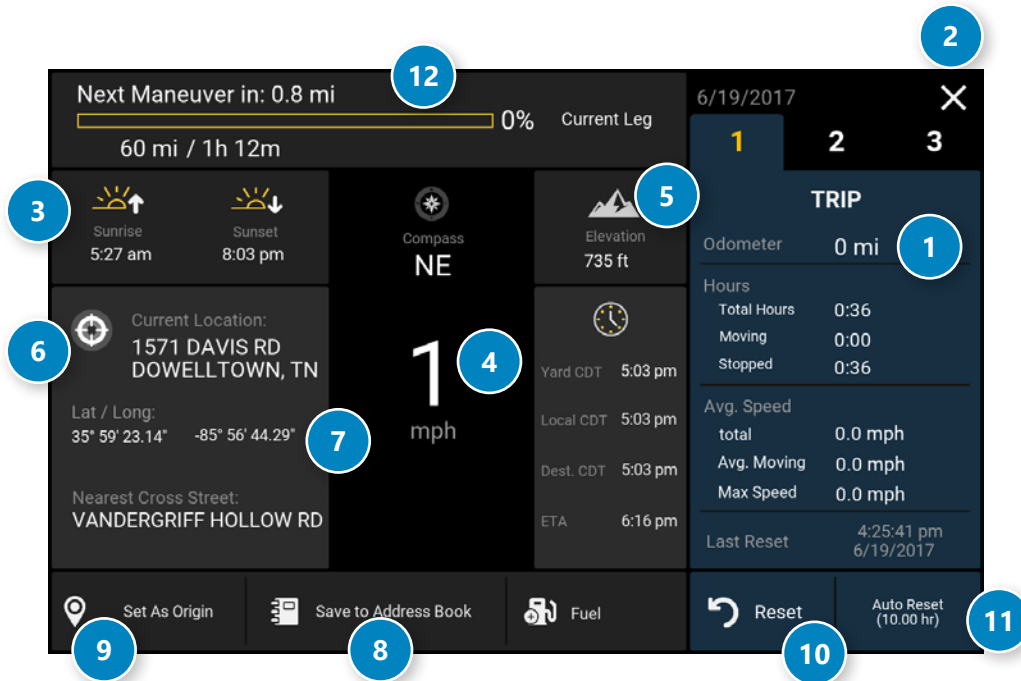 2
12
Next Maneuver in: 0.8 mi
0%
Current Leg
60 mi / 1h 12m
6/19/2017
1
2
3
3
Sunrise
5:27 am
Sunset
8:03 pm
Compass
NE
5
Elevation
735 ft
TRIP
Odometer
0 mi
1
Hours
Total Hours
0:36
Moving
0:00
Stopped
0:36
6
Current Location:
1571 DAVIS RD
DOWELLTOWN, TN
Lat / Long:
35° 59' 23.14"
-85° 56' 44.29"
7
Nearest Cross Street:
VANDERGRIFF HOLLOW RD
1
mph
4
Yard CDT 5:03 pm
Local CDT 5:03 pm
Dest. CDT 5:03 pm
ETA 6:16 pm
Avg. Speed
total 0.0 mph
Avg. Moving 0.0 mph
Max Speed 0.0 mph
Last Reset
4:25:41 pm
6/19/2017
Set As Origin
9
Save to Address Book
8
Fuel
Reset
10
Auto Reset
(10.00 hr)
11